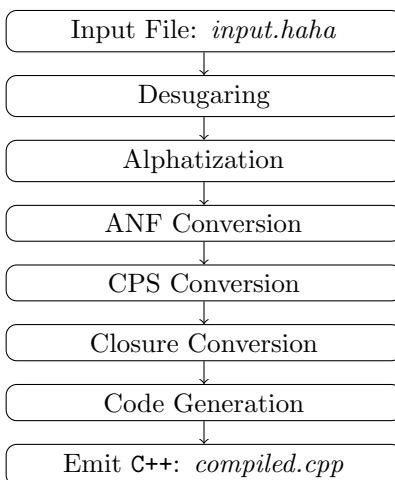 Input File: input.haha
Desugaring
Alphatization
ANF Conversion
CPS Conversion
Closure Conversion
Code Generation
Emit C++: compiled.cpp